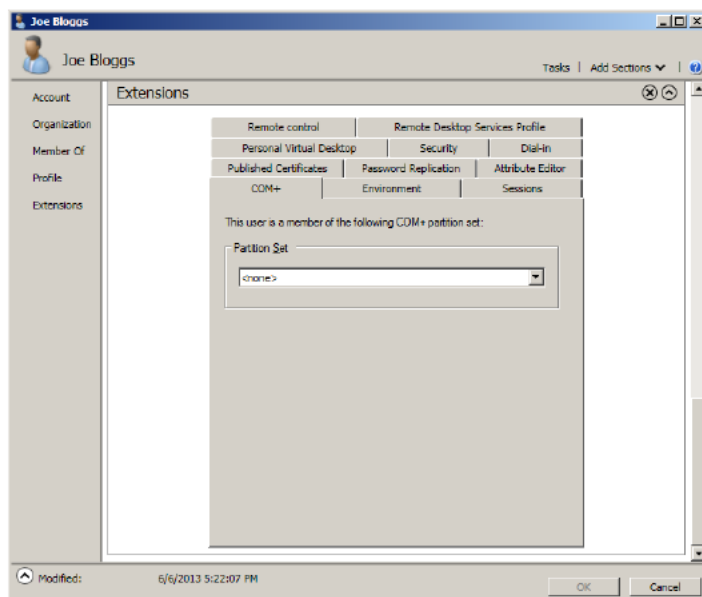 Joe Bloggs
Joe Bloggs
Tasks | Add Sections |
Account
Organization
Member Of
Profile
Extensions
Extensions
Remote control Remote Desktop Services Profile
Personal Virtual Desktop Security Dial-in
Published Certificates Password Replication Attribute Editor
COM+ Environment Sessions
This user is a member of the following COM+ partition set:
Partition Set
<none>
Modified: 6/6/2013 5:22:07 PM
OK Cancel